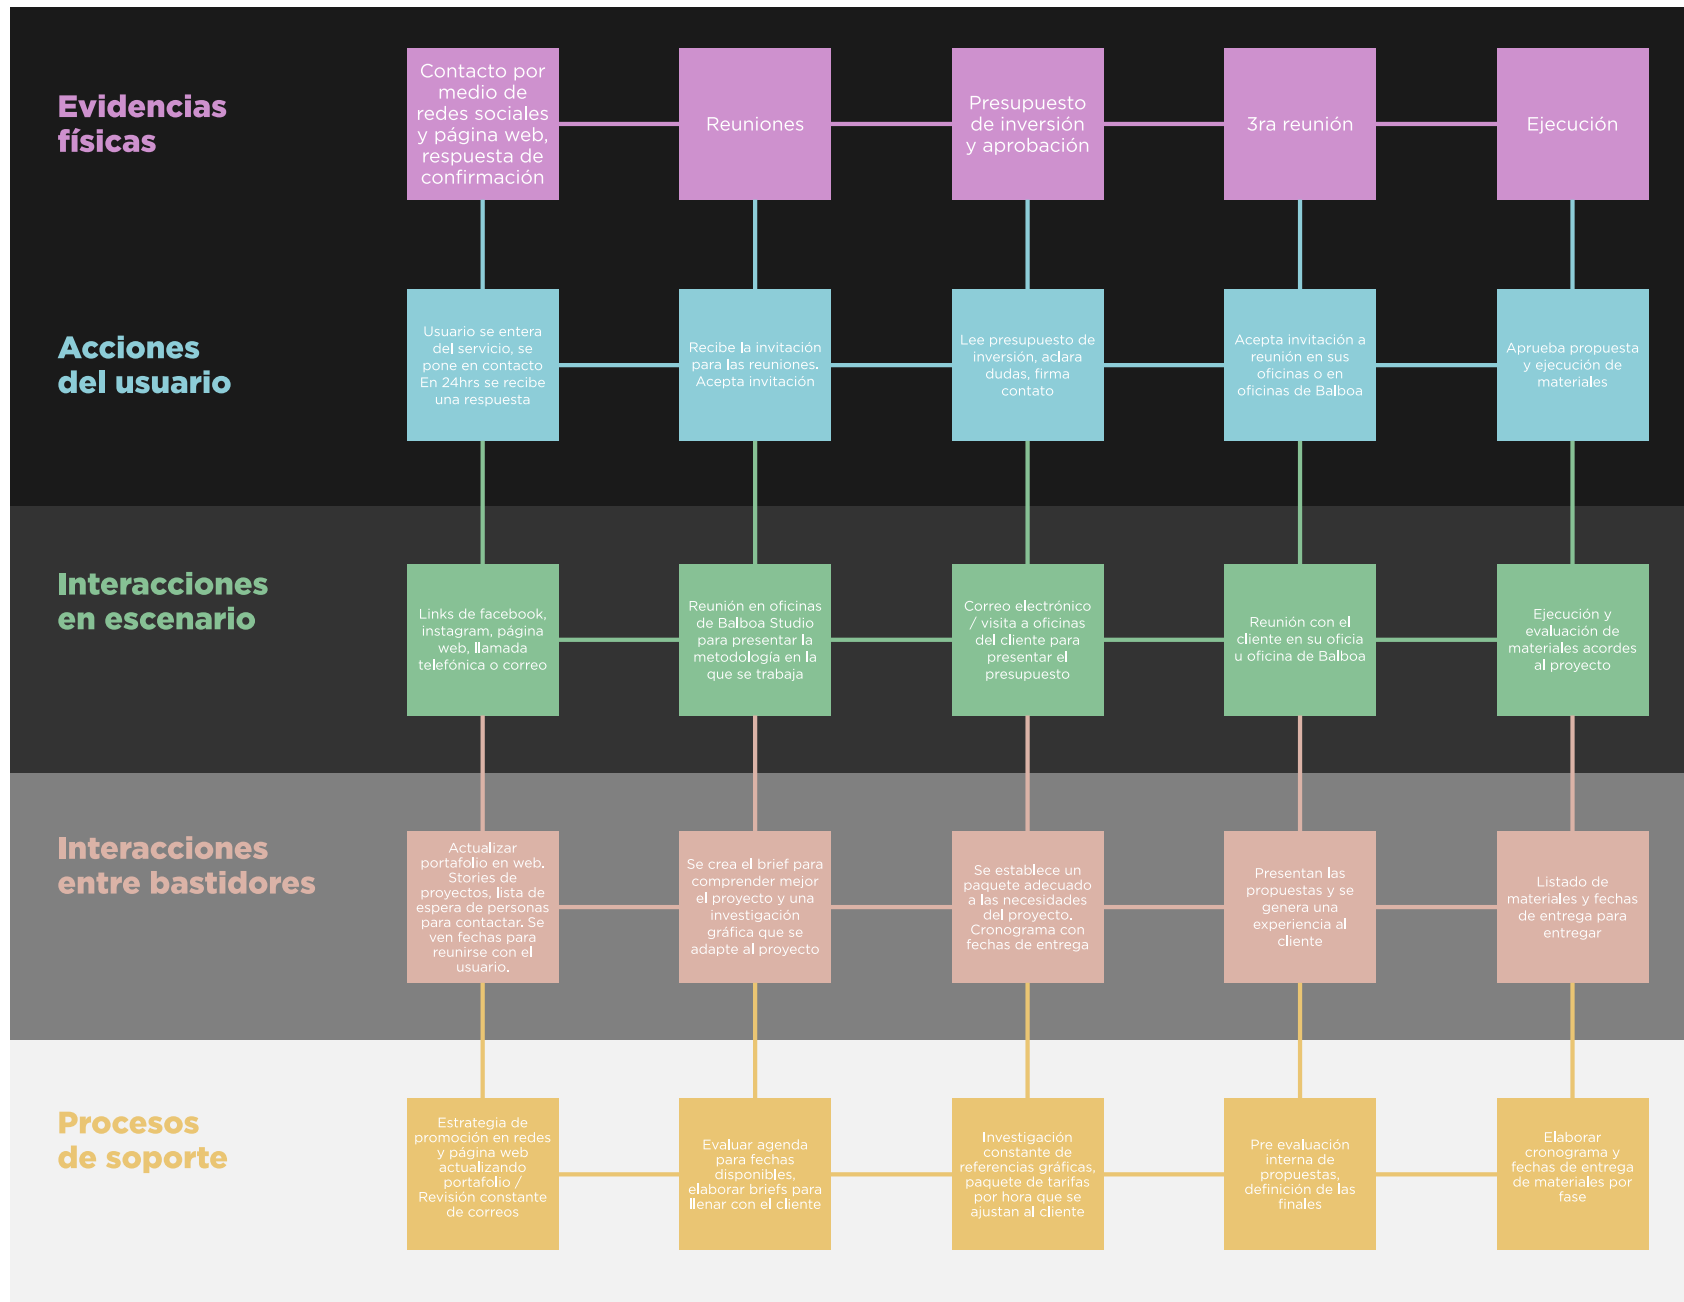 Evidencias
físicas
Contacto por
medio de
redes sociales
y página web,
respuesta de
confirmación
Reuniones
Presupuesto
de inversión
y aprobación
3ra reunión
Ejecución
Acciones
del usuario
Usuario se entera
del servicio, se
pone en contacto
En 24hrs se recibe
una respuesta
Recibe la invitación
para las reuniones.
Acepta invitación
Lee presupuesto de
inversión, aclara
dudas, firma
contato
Acepta invitación a
reunión en sus
oficinas o en
oficinas de Balboa
Aprueba propuesta
y ejecución de
materiales
Interacciones
en escenario
Links de facebook,
instagram, página
web, llamada
telefónica o correo
Reunión en oficinas
de Balboa Studio
para presentar la
metodología en la
que se trabaja
Correo electrónico
/ visita a oficinas
del cliente para
presentar el
presupuesto
Reunión con el
cliente en su oficia
u oficina de Balboa
Ejecución y
evaluación de
materiales acordes
al proyecto
Interacciones
entre bastidores
Actualizar
portafolio en web.
Stories de
proyectos, lista de
espera de personas
para contactar. Se
ven fechas para
reunirse con el
usuario.
Se crea el brief para
comprender mejor
el proyecto y una
investigación
gráfica que se
adapte al proyecto
Se establece un
paquete adecuado
a las necesidades
del proyecto.
Cronograma con
fechas de entrega
Presentan las
propuestas y se
genera una
experiencia al
cliente
Listado de
materiales y fechas
de entrega para
entregar
Procesos
de soporte
Estrategia de
promoción en redes
y página web
actualizando
portafolio /
Revisión constante
de correos
Evaluar agenda
para fechas
disponibles,
elaborar briefs para
llenar con el cliente
Investigación
constante de
referencias gráficas,
paquete de tarifas
por hora que se
ajustan al cliente
Pre evaluación
interna de
propuestas,
definición de las
finales
Elaborar
cronograma y
fechas de entrega
de materiales por
fase